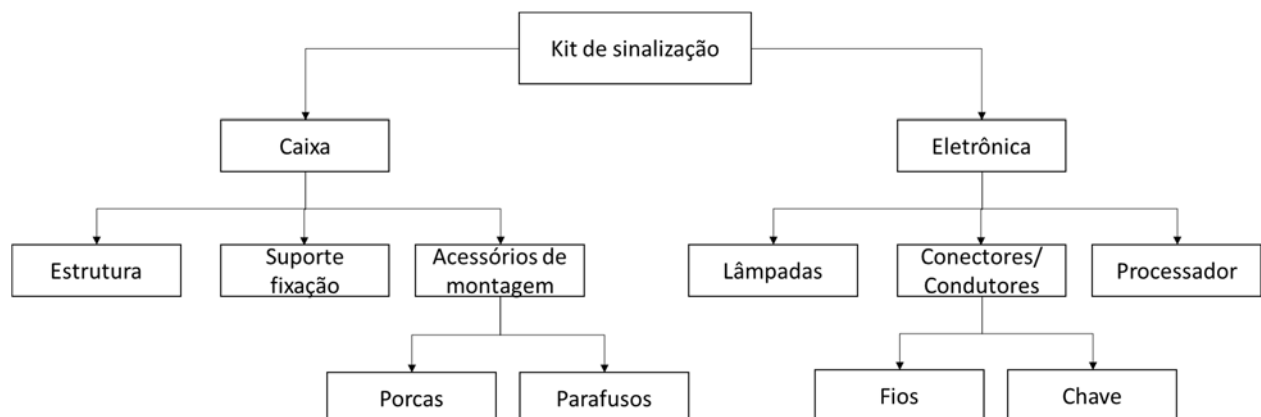 Kit de sinalização
Caixa
Eletrônica
Estrutura
Suporte
fixação
Acessórios de
montagem
Lâmpadas
Conectores/
Condutores
Processador
Porcas
Parafusos
Fios
Chave